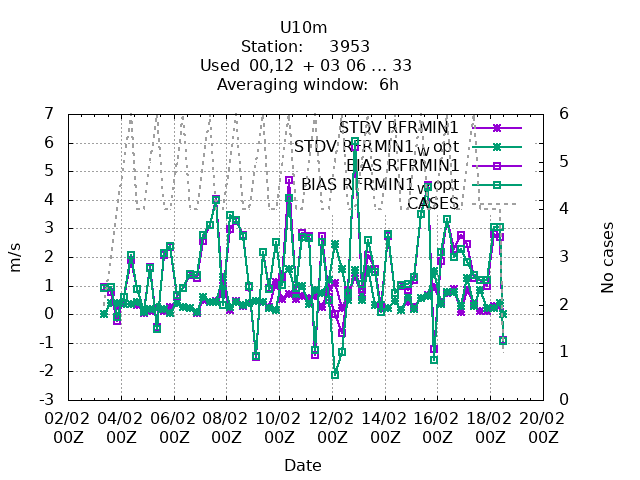 U10m
Station: 3953
Used 00,12 + 03 06 ... 33
Averaging window: 6h
STDV RFRMIN1
STDV RFRMIN1_w opt
BIAS RFRMIN1
BIAS RFRMIN1_w opt
CASES
7
6
5
4
3
2
1
0
-1
-2
-3
m/s
6
5
4
3
2
1
0
No cases
02/02 04/02 06/02 08/02 10/02 12/02 14/02 16/02 18/02 20/02
00Z 00Z 00Z 00Z 00Z 00Z 00Z 00Z 00Z 00Z
Date